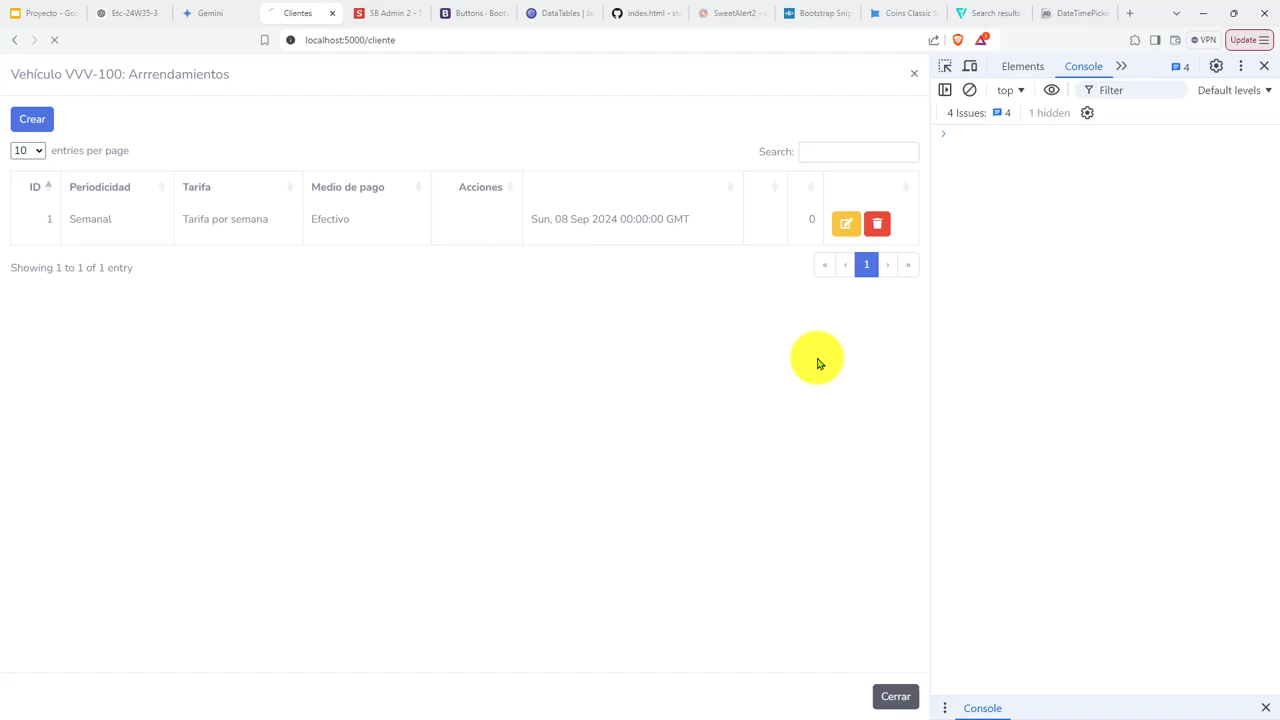 Proyecto - Goog
Etc-24W35-3
Gemini
Clientes
SB Admin 2 - T
Buttons · Boots
DataTables | Ja
index.html - sta
SweetAlert2 - a
Bootstrap Snip
Coins Classic S
Search results
DateTimePicke
localhost:5000/cliente
VPN
Update
Vehículo VVV-100: Arrrendamientos
×
Crear
10 entries per page
Search:
ID Periodicidad Tarifa Medio de pago Acciones
1 Semanal Tarifa por semana Efectivo Sun, 08 Sep 2024 00:00:00 GMT 0
Showing 1 to 1 of 1 entry
« ‹ 1 › »
Cerrar
Elements Console 4
top Filter Default levels
4 Issues: 4 1 hidden
Console